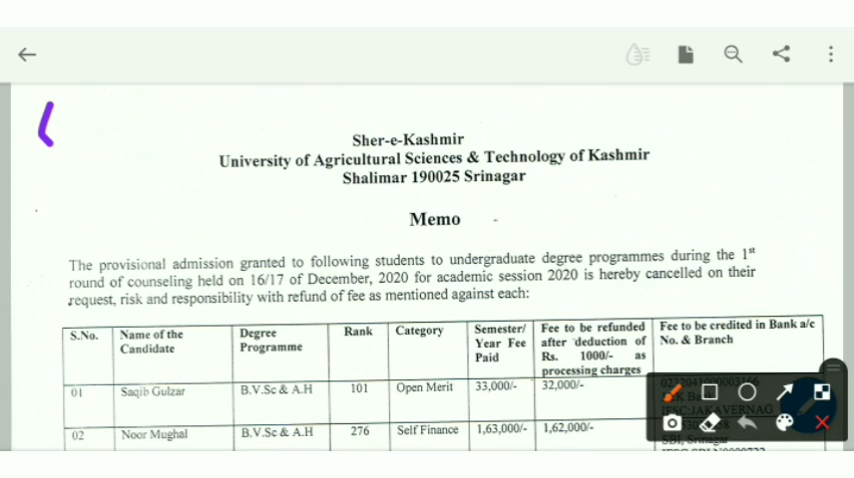 Sher-e-Kashmir
University of Agricultural Sciences & Technology of Kashmir
Shalimar 190025 Srinagar
Memo
The provisional admission granted to following students to undergraduate degree programmes during the 1st
round of counseling held on 16/17 of December, 2020 for academic session 2020 is hereby cancelled on their
request, risk and responsibility with refund of fee as mentioned against each:
S.No. Name of the Candidate Degree Programme Rank Category Semester/ Year Fee Paid Fee to be refunded after deduction of Rs. 1000/- as processing charges Fee to be credited in Bank a/c No. & Branch
01 Saqib Gulzar B.V.Sc & A.H 101 Open Merit 33,000/- 32,000/-
02 Noor Mughal B.V.Sc & A.H 276 Self Finance 1,63,000/- 1,62,000/-
SBI, Srinagar